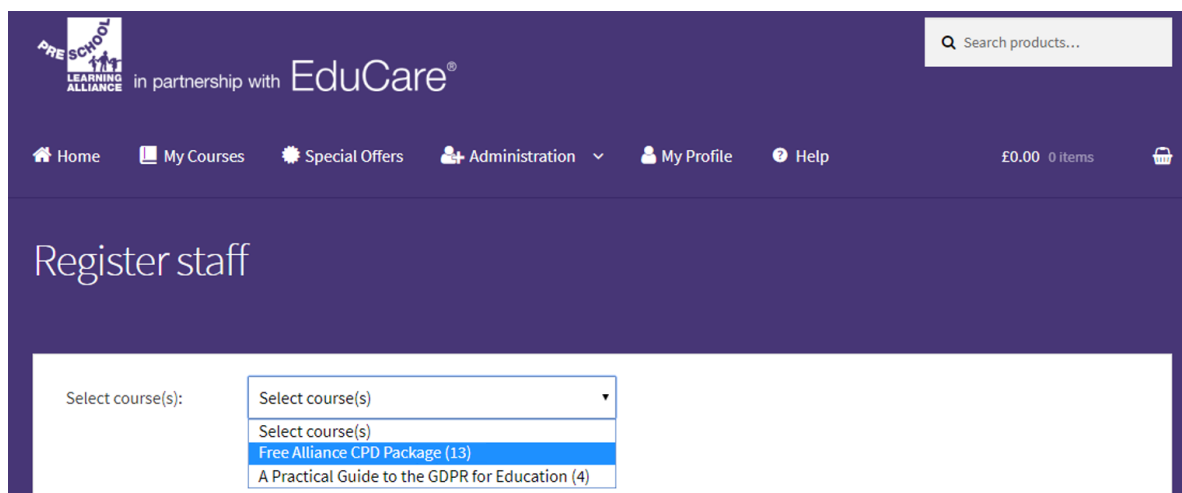 PRE SCHOOL
LEARNING
ALLIANCE
in partnership with EduCare®
Search products...
Home My Courses Special Offers Administration My Profile Help £0.00 0 items
Register staff
Select course(s): Select course(s)
Select course(s)
Free Alliance CPD Package (13)
A Practical Guide to the GDPR for Education (4)